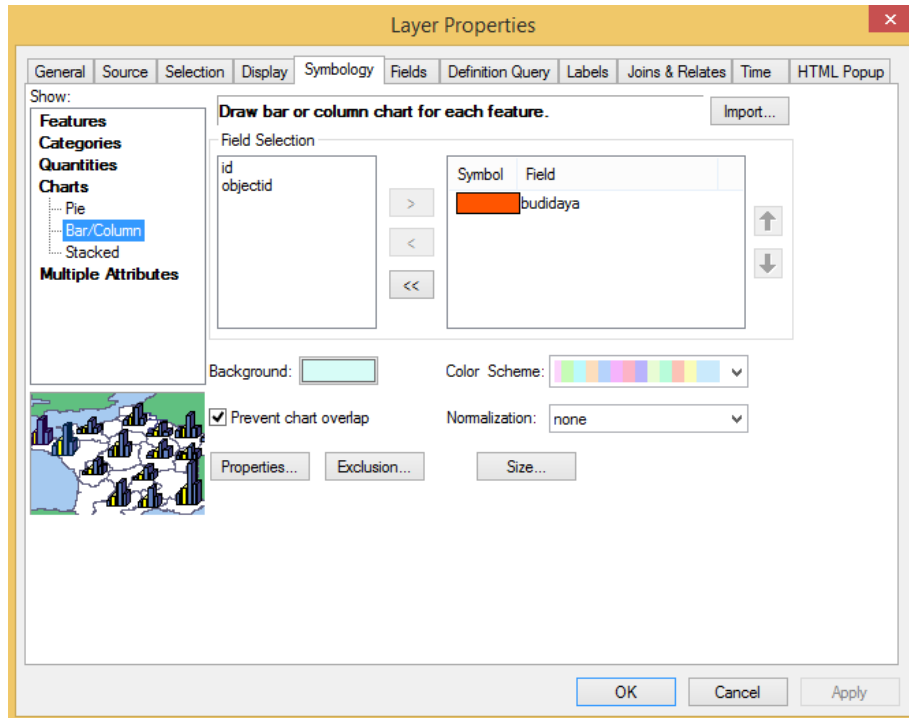 Layer Properties
General Source Selection Display Symbology Fields Definition Query Labels Joins & Relates Time HTML Popup
Show:
Features
Categories
Quantities
Charts
Pie
Bar/Column
Stacked
Multiple Attributes
Draw bar or column chart for each feature.
Import...
Field Selection
id
objectid
>
<
<<
Symbol Field
budidaya
Background:
Color Scheme:
Prevent chart overlap
Normalization: none
Properties... Exclusion... Size...
OK Cancel Apply